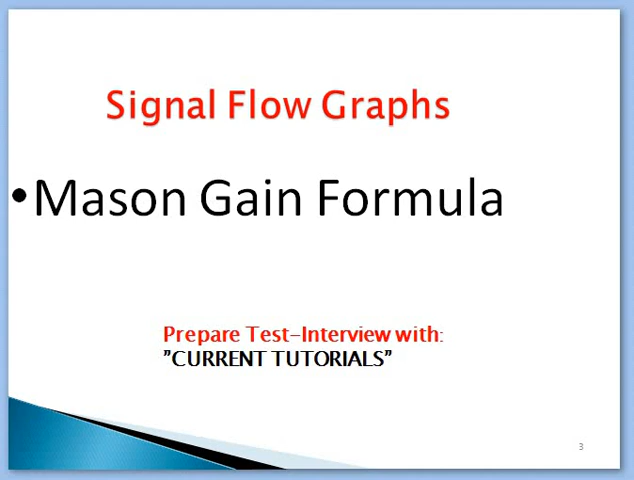 Signal Flow Graphs
•Mason Gain Formula
Prepare Test-Interview with:
”CURRENT TUTORIALS”
3